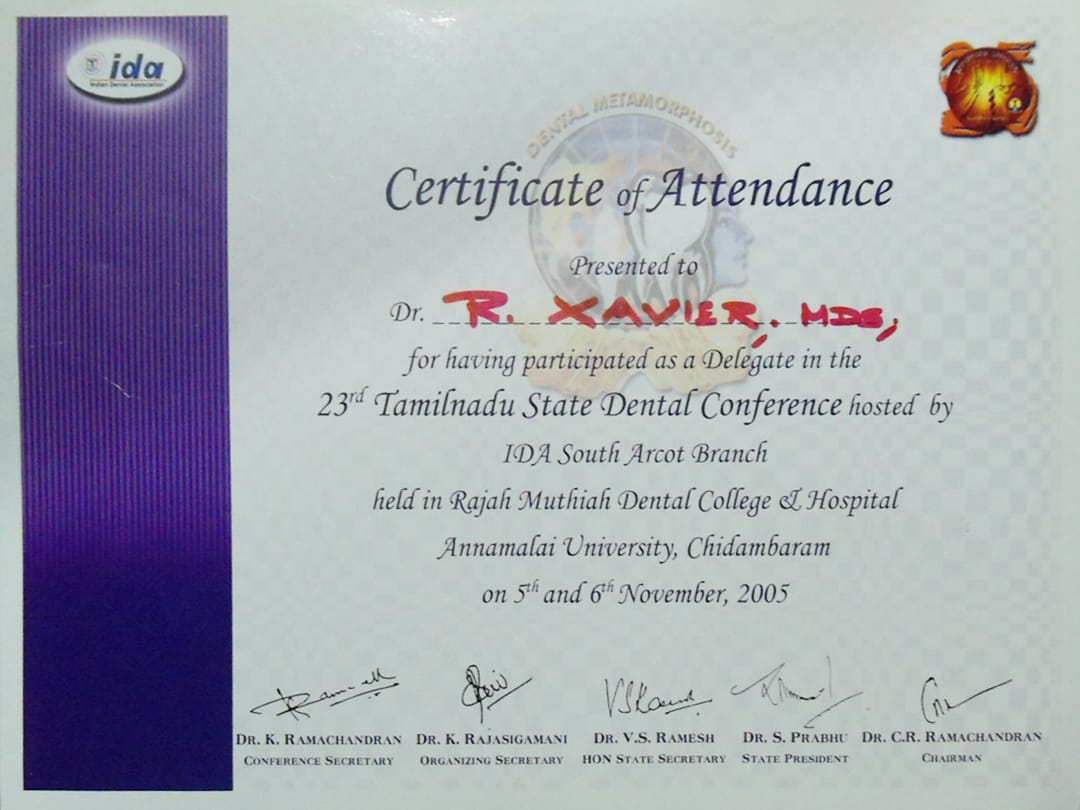 ida
Indian Dental Association
DENTAL METAMORPHOSIS
Certificate of Attendance
Presented to
Dr. R. XAVIER, MDS,
for having participated as a Delegate in the
23rd Tamilnadu State Dental Conference hosted by
IDA South Arcot Branch
held in Rajah Muthiah Dental College & Hospital
Annamalai University, Chidambaram
on 5th and 6th November, 2005
DR. K. RAMACHANDRAN DR. K. RAJASIGAMANI DR. V.S. RAMESH DR. S. PRABHU DR. C.R. RAMACHANDRAN
CONFERENCE SECRETARY ORGANIZING SECRETARY HON STATE SECRETARY STATE PRESIDENT CHAIRMAN